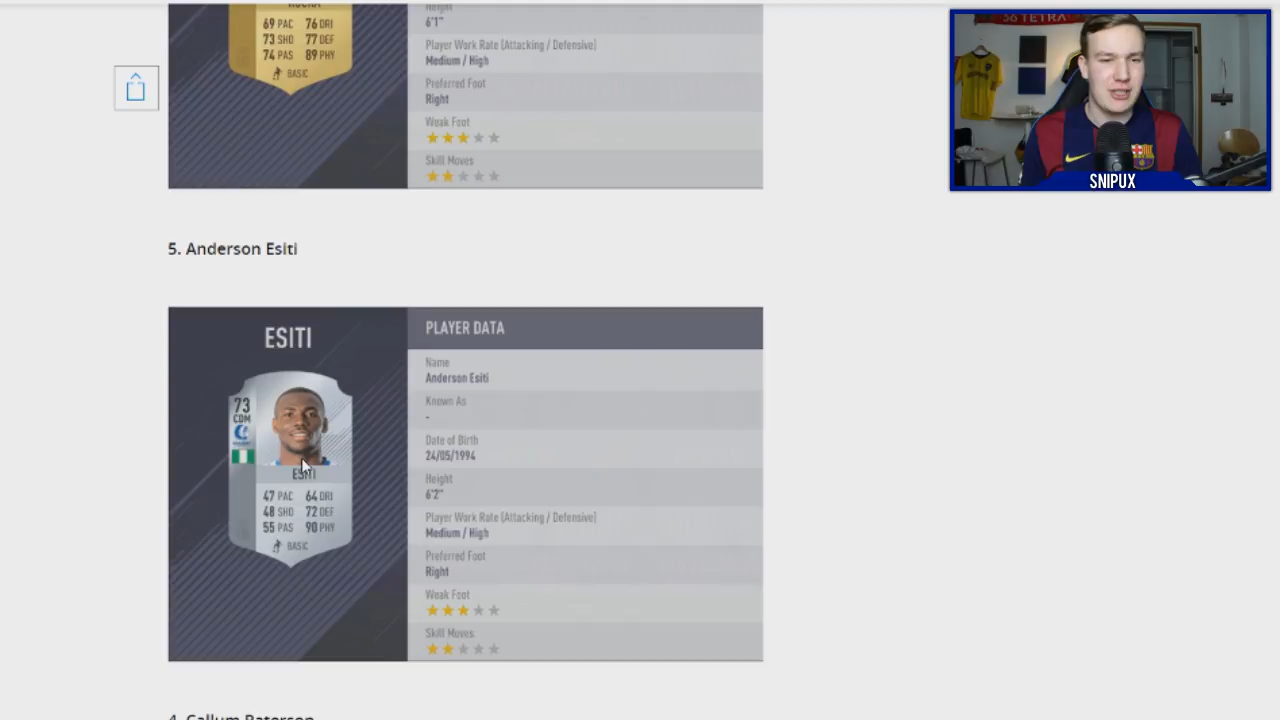 69 PAC 76 DRI
73 SHO 77 DEF
74 PAS 89 PHY
BASIC
Height
6'1"
Player Work Rate (Attacking / Defensive)
Medium / High
Preferred Foot
Right
Weak Foot
Skill Moves
SNIPUX
5. Anderson Esiti
ESITI
73
CDM
ESITI
47 PAC 64 DRI
48 SHO 72 DEF
55 PAS 90 PHY
BASIC
PLAYER DATA
Name
Anderson Esiti
Known As
-
Date of Birth
24/05/1994
Height
6'2"
Player Work Rate (Attacking / Defensive)
Medium / High
Preferred Foot
Right
Weak Foot
Skill Moves
4. Callum Paterson